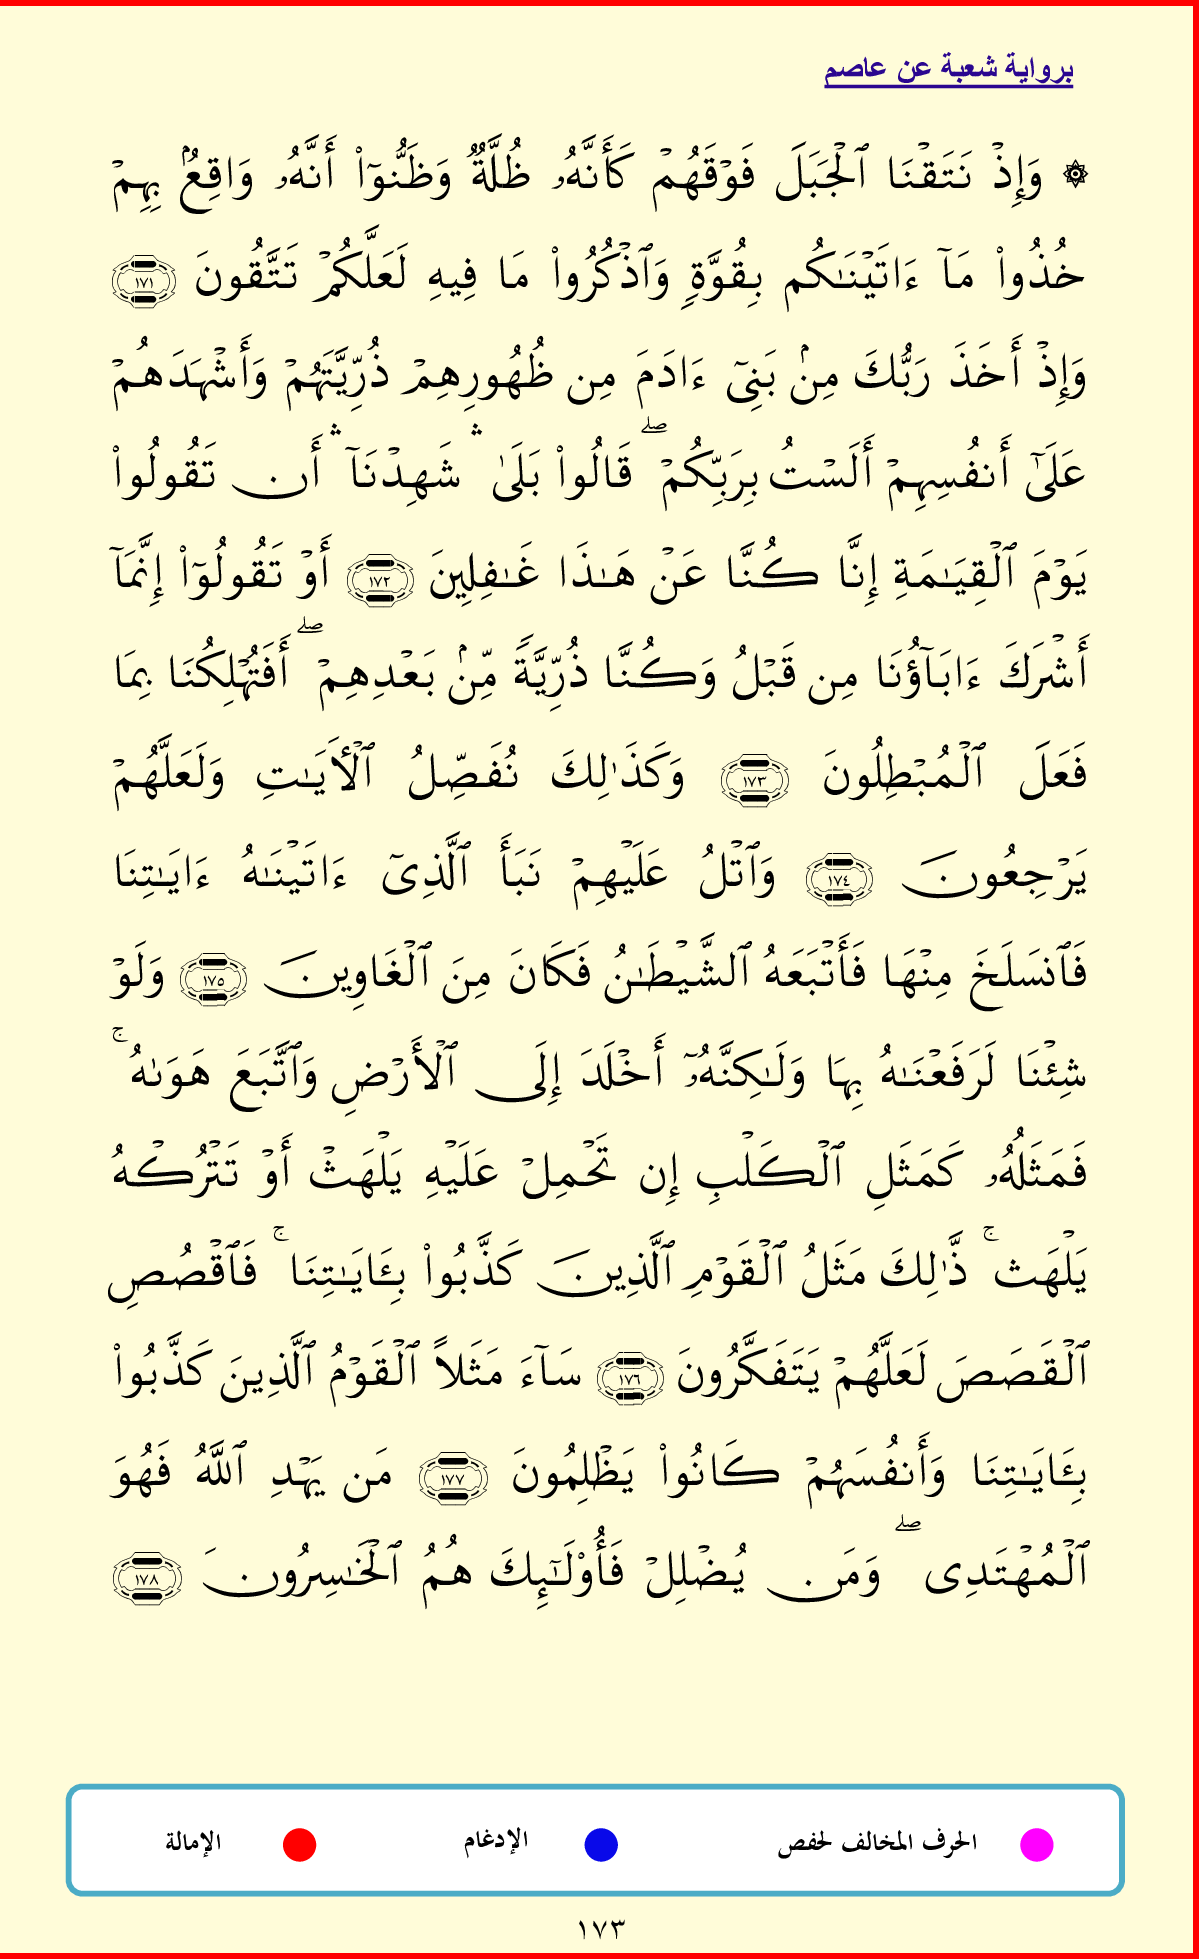 برواية شعبة عن عاصم
۞ وَإِذۡ نَتَقۡنَا ٱلۡجَبَلَ فَوۡقَهُمۡ كَأَنَّهُۥ ظُلَّةٞ وَظَنُّوٓاْ أَنَّهُۥ وَاقِعُۢ بِهِمۡ
خُذُواْ مَآ ءَاتَيۡنَٰكُم بِقُوَّةٖ وَٱذۡكُرُواْ مَا فِيهِ لَعَلَّكُمۡ تَتَّقُونَ ١٧١
وَإِذۡ أَخَذَ رَبُّكَ مِنۢ بَنِيٓ ءَادَمَ مِن ظُهُورِهِمۡ ذُرِّيَّتَهُمۡ وَأَشۡهَدَهُمۡ
عَلَىٰٓ أَنفُسِهِمۡ أَلَسۡتُ بِرَبِّكُمۡۖ قَالُواْ بَلَىٰۛ شَهِدۡنَآۛ أَن تَقُولُواْ
يَوۡمَ ٱلۡقِيَٰمَةِ إِنَّا كُنَّا عَنۡ هَٰذَا غَٰفِلِينَ ١٧٢ أَوۡ تَقُولُوٓاْ إِنَّمَآ
أَشۡرَكَ ءَابَآؤُنَا مِن قَبۡلُ وَكُنَّا ذُرِّيَّةٗ مِّنۢ بَعۡدِهِمۡۖ أَفَتُهۡلِكُنَا بِمَا
فَعَلَ ٱلۡمُبۡطِلُونَ ١٧٣ وَكَذَٰلِكَ نُفَصِّلُ ٱلۡأٓيَٰتِ وَلَعَلَّهُمۡ
يَرۡجِعُونَ ١٧٤ وَٱتۡلُ عَلَيۡهِمۡ نَبَأَ ٱلَّذِيٓ ءَاتَيۡنَٰهُ ءَايَٰتِنَا
فَٱنسَلَخَ مِنۡهَا فَأَتۡبَعَهُ ٱلشَّيۡطَٰنُ فَكَانَ مِنَ ٱلۡغَاوِينَ ١٧٥ وَلَوۡ
شِئۡنَا لَرَفَعۡنَٰهُ بِهَا وَلَٰكِنَّهُۥٓ أَخۡلَدَ إِلَى ٱلۡأَرۡضِ وَٱتَّبَعَ هَوَىٰهُۚ
فَمَثَلُهُۥ كَمَثَلِ ٱلۡكَلۡبِ إِن تَحۡمِلۡ عَلَيۡهِ يَلۡهَثۡ أَوۡ تَتۡرُكۡهُ
يَلۡهَثۚ ذَّٰلِكَ مَثَلُ ٱلۡقَوۡمِ ٱلَّذِينَ كَذَّبُواْ بِـَٔايَٰتِنَاۚ فَٱقۡصُصِ
ٱلۡقَصَصَ لَعَلَّهُمۡ يَتَفَكَّرُونَ ١٧٦ سَآءَ مَثَلًا ٱلۡقَوۡمُ ٱلَّذِينَ كَذَّبُواْ
بِـَٔايَٰتِنَا وَأَنفُسَهُمۡ كَانُواْ يَظۡلِمُونَ ١٧٧ مَن يَهۡدِ ٱللَّهُ فَهُوَ
ٱلۡمُهۡتَدِيۖ وَمَن يُضۡلِلۡ فَأُوْلَٰٓئِكَ هُمُ ٱلۡخَٰسِرُونَ ١٧٨
الحرف المخالف لحفص الإدغام الإمالة
١٧٣